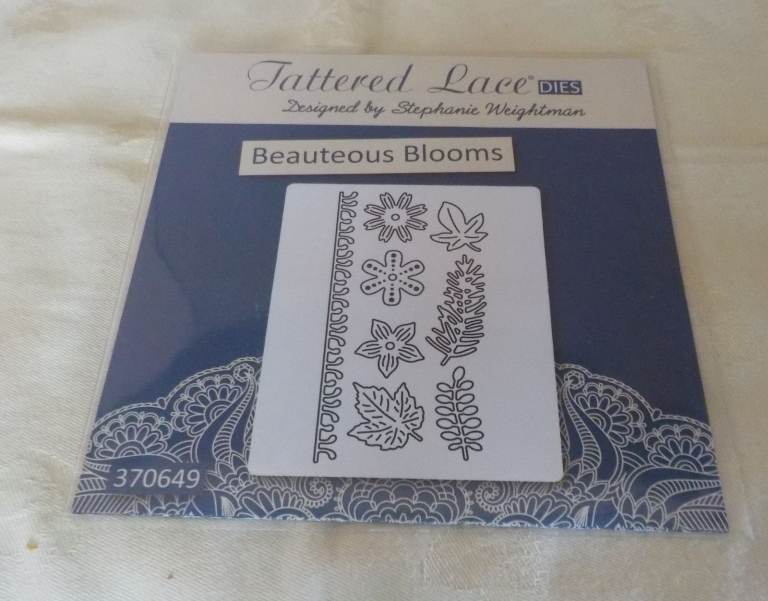 Tattered Lace® DIES
Designed by Stephanie Weightman
Beauteous Blooms
370649